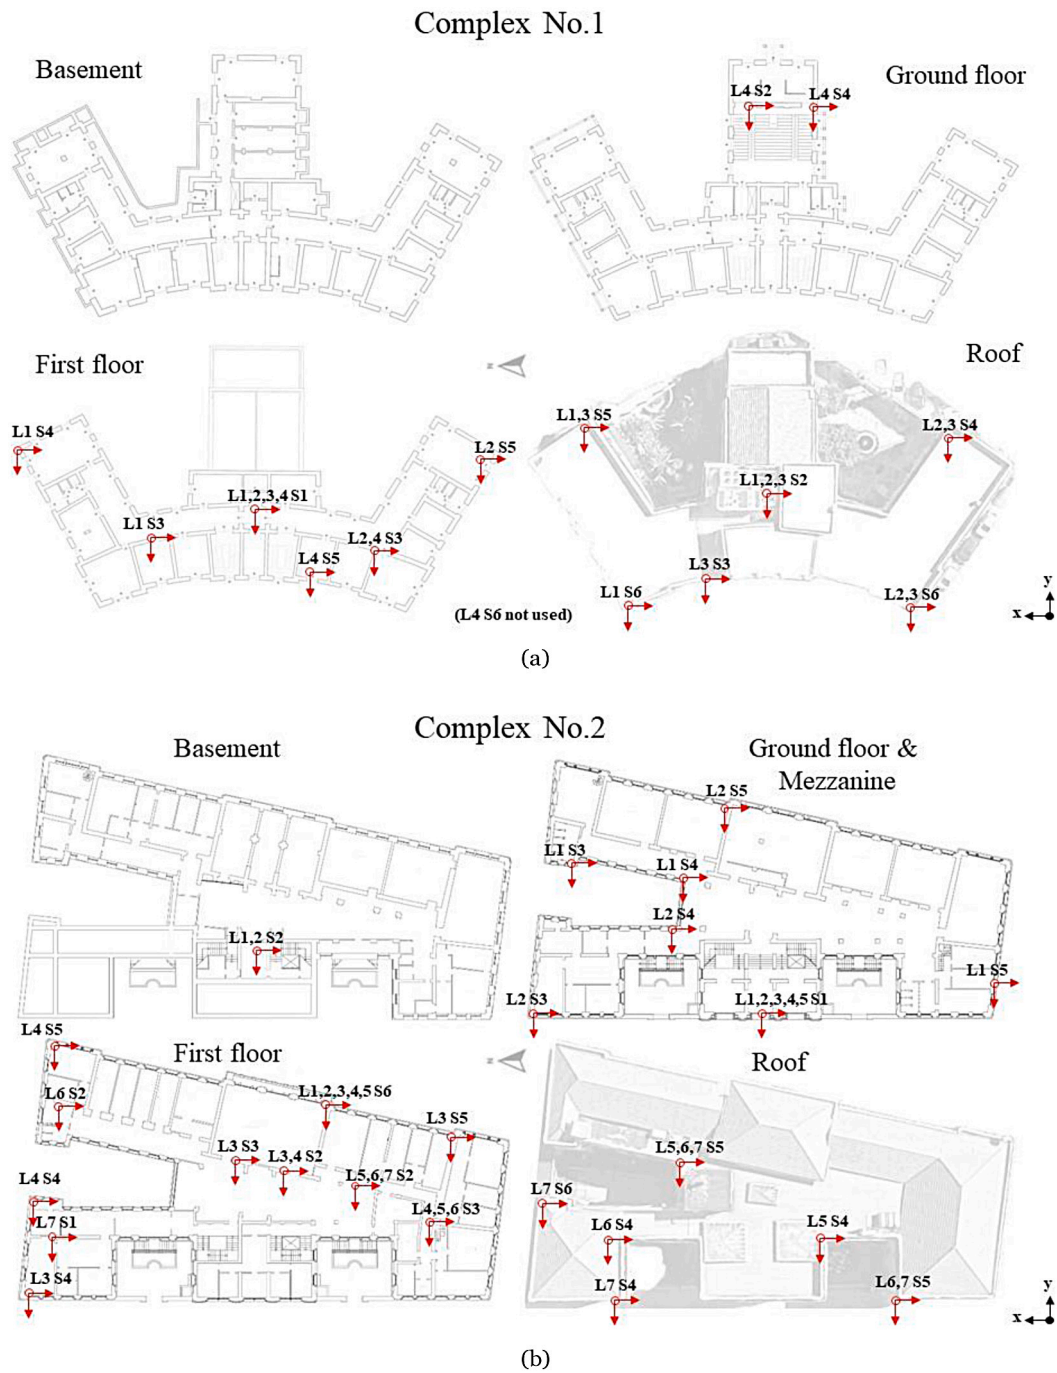 Complex No.1
Basement
Ground floor
L4 S2
L4 S4
First floor
Roof
L1 S4
L2 S5
L1,2,3,4 S1
L1 S3
L2,4 S3
L4 S5
L1,3 S5
L2,3 S4
L1,2,3 S2
L3 S3
L1 S6
L2,3 S6
(L4 S6 not used)
y
x
(a)
Complex No.2
Basement
Ground floor &
Mezzanine
L2 S5
L1 S3
L1 S4
L2 S4
L1,2 S2
L1 S5
L2 S3
L1,2,3,4,5 S1
L4 S5
First floor
Roof
L6 S2
L1,2,3,4,5 S6
L3 S5
L3 S3
L3,4 S2
L5,6,7 S2
L4 S4
L4,5,6 S3
L7 S1
L3 S4
L5,6,7 S5
L7 S6
L6 S4
L5 S4
L7 S4
L6,7 S5
y
x
(b)